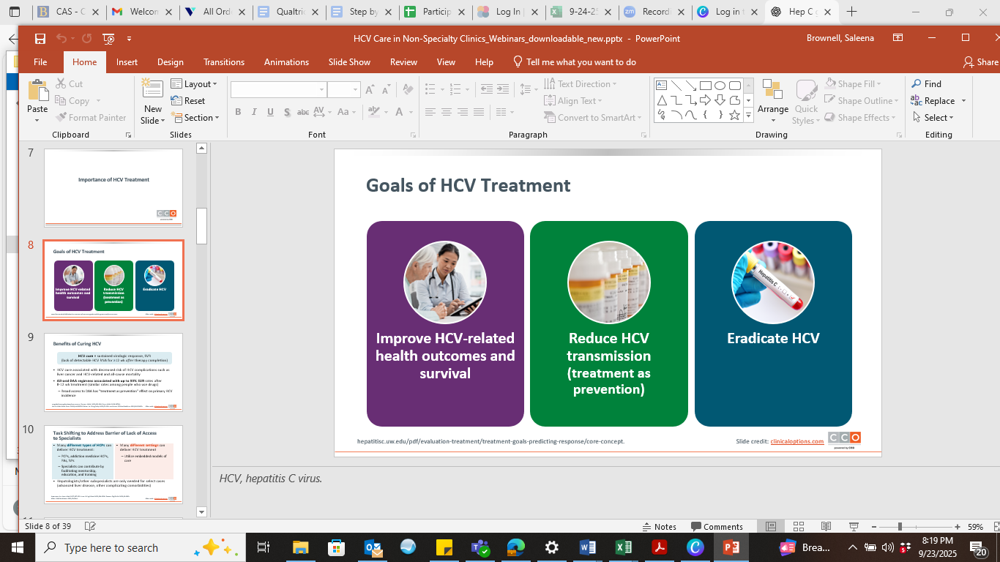 CAS - C
Welcom
All Ord
Qualtri
Step by
Particip
Log In |
9-24-25
Record
Log in t
Hep C g
HCV Care in Non-Specialty Clinics_Webinars_downloadable_new.pptx - PowerPoint
Brownell, Saleena
File
Home
Insert
Design
Transitions
Animations
Slide Show
Review
View
Help
Tell me what you want to do
Share
Paste
Cut
Copy
Format Painter
Clipboard
New
Slide
Layout
Reset
Section
Slides
Font
Text Direction
Align Text
Convert to SmartArt
Paragraph
Arrange
Quick
Styles
Shape Fill
Shape Outline
Shape Effects
Drawing
Find
Replace
Select
Editing
7
Importance of HCV Treatment
CCO
8
Goals of HCV Treatment
Improve HCV-related
health outcomes and
survival
Reduce HCV
transmission
(treatment as
prevention)
Eradicate HCV
9
Benefits of Curing HCV
HCV cure = sustained virologic response, SVR
(lack of detectable HCV RNA for ≥12 wk after therapy completion)
HCV cure associated with decreased risk of HCV complications such as
liver cancer and HCV-related and all-cause mortality
All-oral DAA regimens associated with up to 99% SVR rates after
8-12 wk treatment (similar rates among people who use drugs)
– Broad access to DAA has "treatment as prevention" effect on primary HCV
incidence
10
Task Shifting to Address Barrier of Lack of Access
to Specialists
Many different types of HCPs can
deliver HCV treatment:
– PCPs, addiction medicine HCPs,
PAs, NPs
– Specialists can contribute by
facilitating mentorship,
education, and training
Many different settings can
deliver HCV treatment
– Utilize embedded models of
care
Hepatologists/other subspecialists are only needed for select cases
(advanced liver disease, other complicating comorbidities)
Goals of HCV Treatment
Improve HCV-related
health outcomes and
survival
Reduce HCV
transmission
(treatment as
prevention)
Hepatitis C
Eradicate HCV
hepatitisc.uw.edu/pdf/evaluation-treatment/treatment-goals-predicting-response/core-concept.
Slide credit: clinicaloptions.com
CCO
HCV, hepatitis C virus.
Slide 8 of 39
Notes
Comments
59%
Type here to search
Brea...
8:19 PM
9/23/2025
20